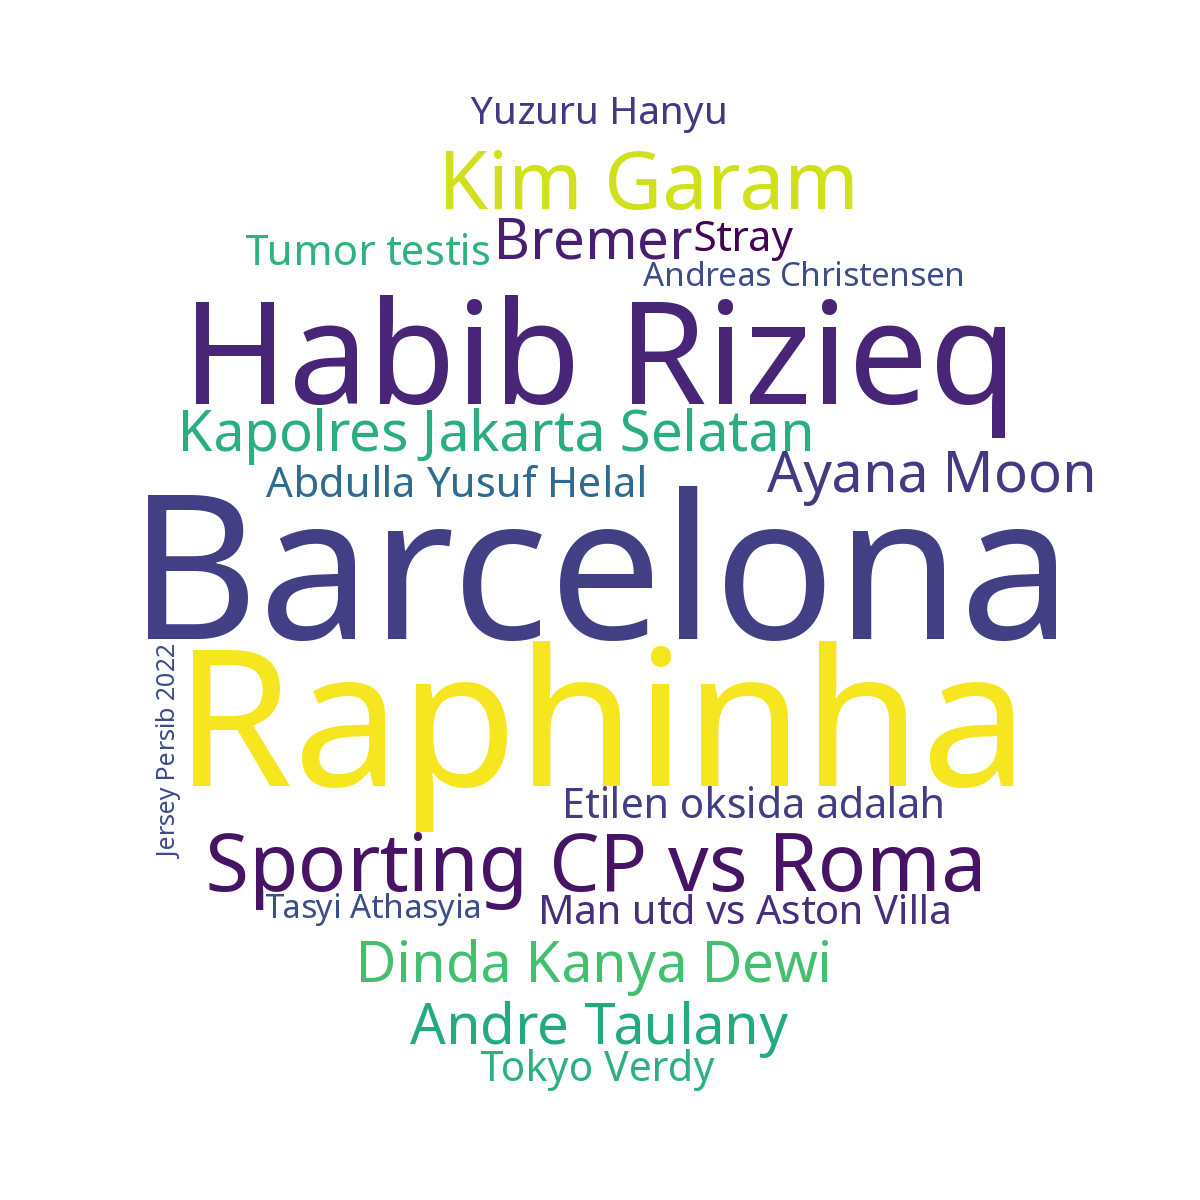 Yuzuru Hanyu
Kim Garam
Bremer
Stray
Tumor testis
Andreas Christensen
Habib Rizieq
Kapolres Jakarta Selatan
Ayana Moon
Abdulla Yusuf Helal
Barcelona
Raphinha
Jersey Persib 2022
Etilen oksida adalah
Sporting CP vs Roma
Tasyi Athasyia
Man utd vs Aston Villa
Dinda Kanya Dewi
Andre Taulany
Tokyo Verdy